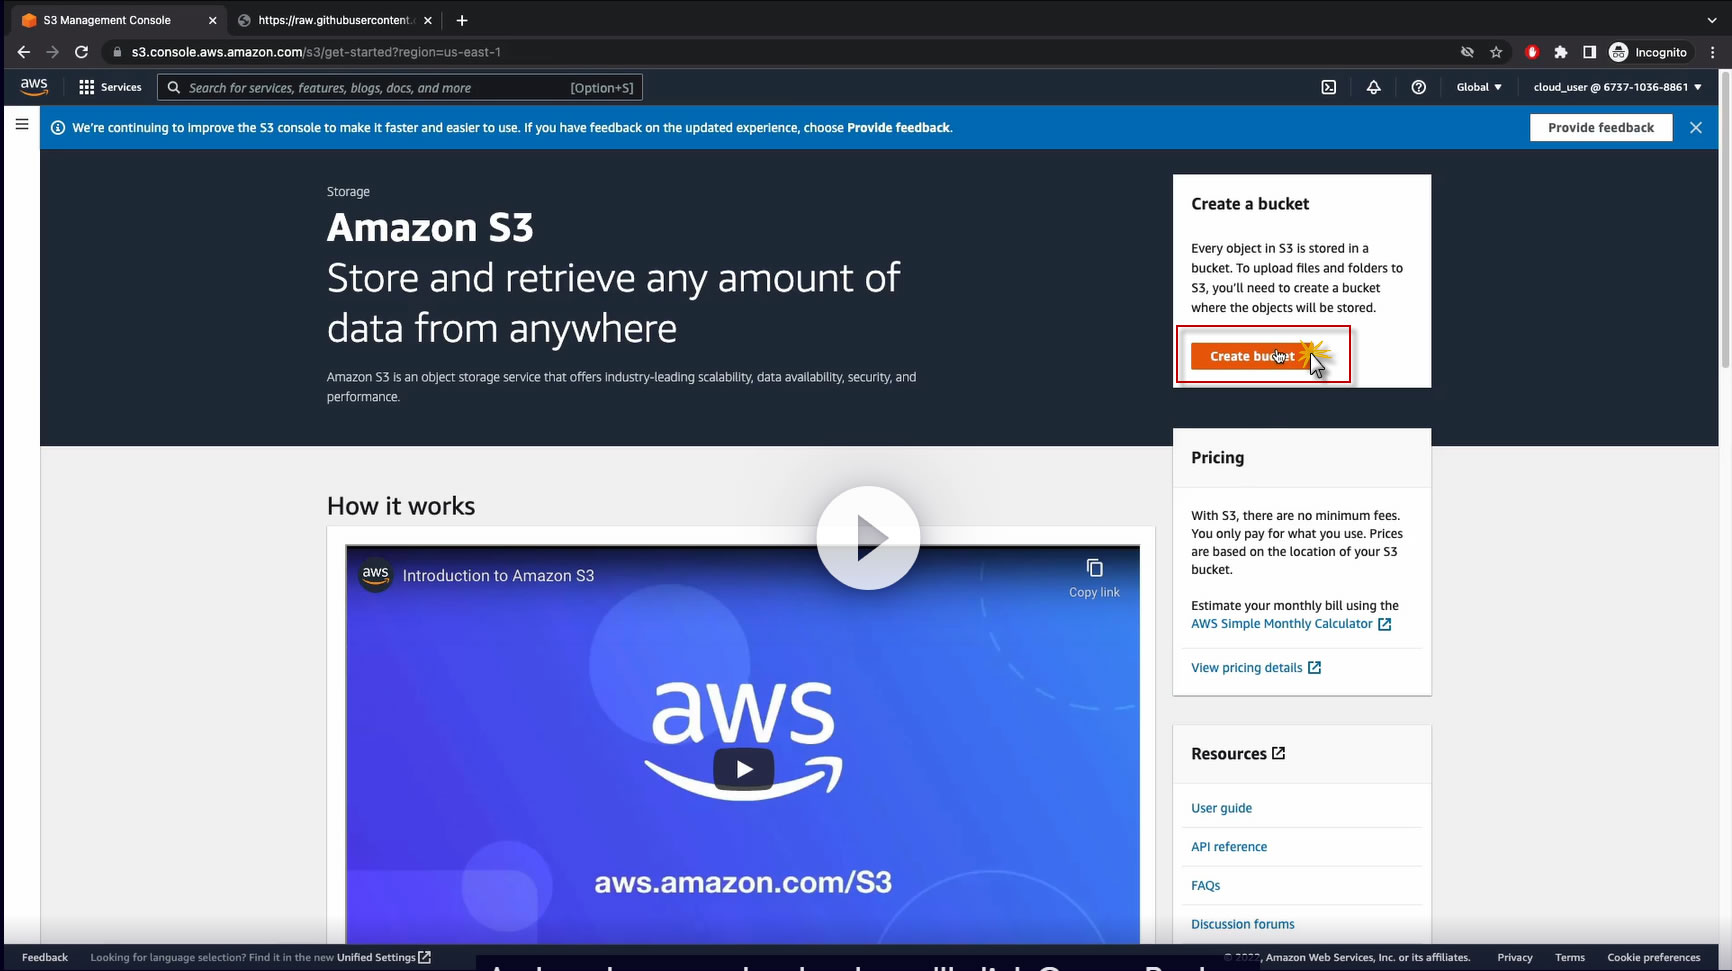 S3 Management Console
https://raw.githubusercontent.c
s3.console.aws.amazon.com/s3/get-started?region=us-east-1
Incognito
aws
Services
Search for services, features, blogs, docs, and more
[Option+S]
Global
cloud_user @ 6737-1036-8861
We're continuing to improve the S3 console to make it faster and easier to use. If you have feedback on the updated experience, choose Provide feedback.
Provide feedback
Storage
Amazon S3
Store and retrieve any amount of
data from anywhere
Amazon S3 is an object storage service that offers industry-leading scalability, data availability, security, and
performance.
Create a bucket
Every object in S3 is stored in a
bucket. To upload files and folders to
S3, you'll need to create a bucket
where the objects will be stored.
Create bucket
How it works
aws
Introduction to Amazon S3
Copy link
aws
aws.amazon.com/S3
Pricing
With S3, there are no minimum fees.
You only pay for what you use. Prices
are based on the location of your S3
bucket.
Estimate your monthly bill using the
AWS Simple Monthly Calculator
View pricing details
Resources
User guide
API reference
FAQs
Discussion forums
Feedback
Looking for language selection? Find it in the new Unified Settings
© 2022, Amazon Web Services, Inc. or its affiliates.
Privacy
Terms
Cookie preferences